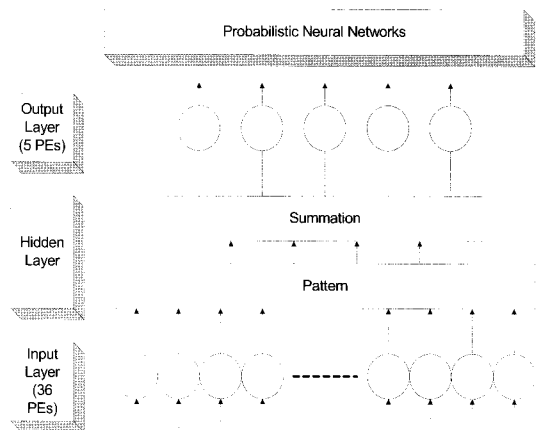 Probabilistic Neural Networks
Output
Layer
(5 PEs)
Summation
Hidden
Layer
Pattern
Input
Layer
(36
PEs)